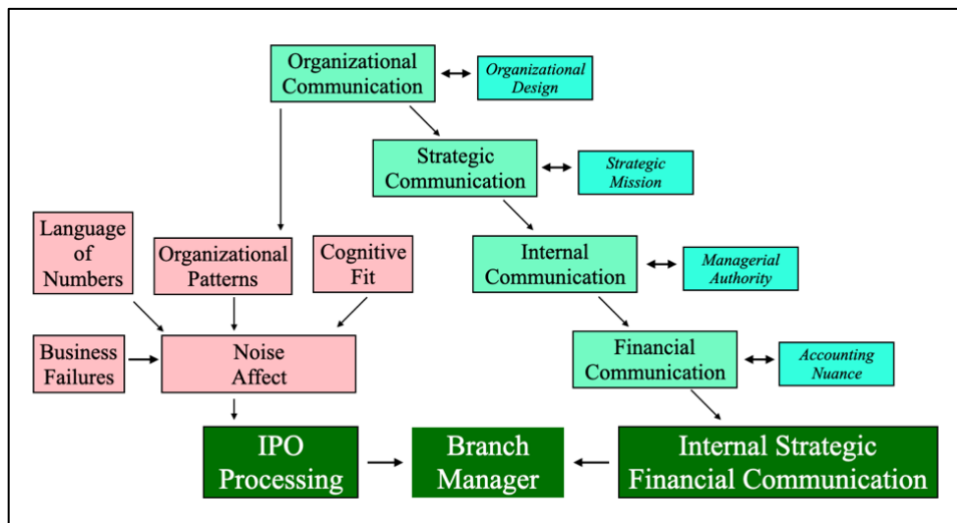 Organizational
Communication
Organizational
Design
Strategic
Communication
Strategic
Mission
Language
of
Numbers
Organizational
Patterns
Cognitive
Fit
Internal
Communication
Managerial
Authority
Business
Failures
Noise
Affect
Financial
Communication
Accounting
Nuance
IPO
Processing
Branch
Manager
Internal Strategic
Financial Communication